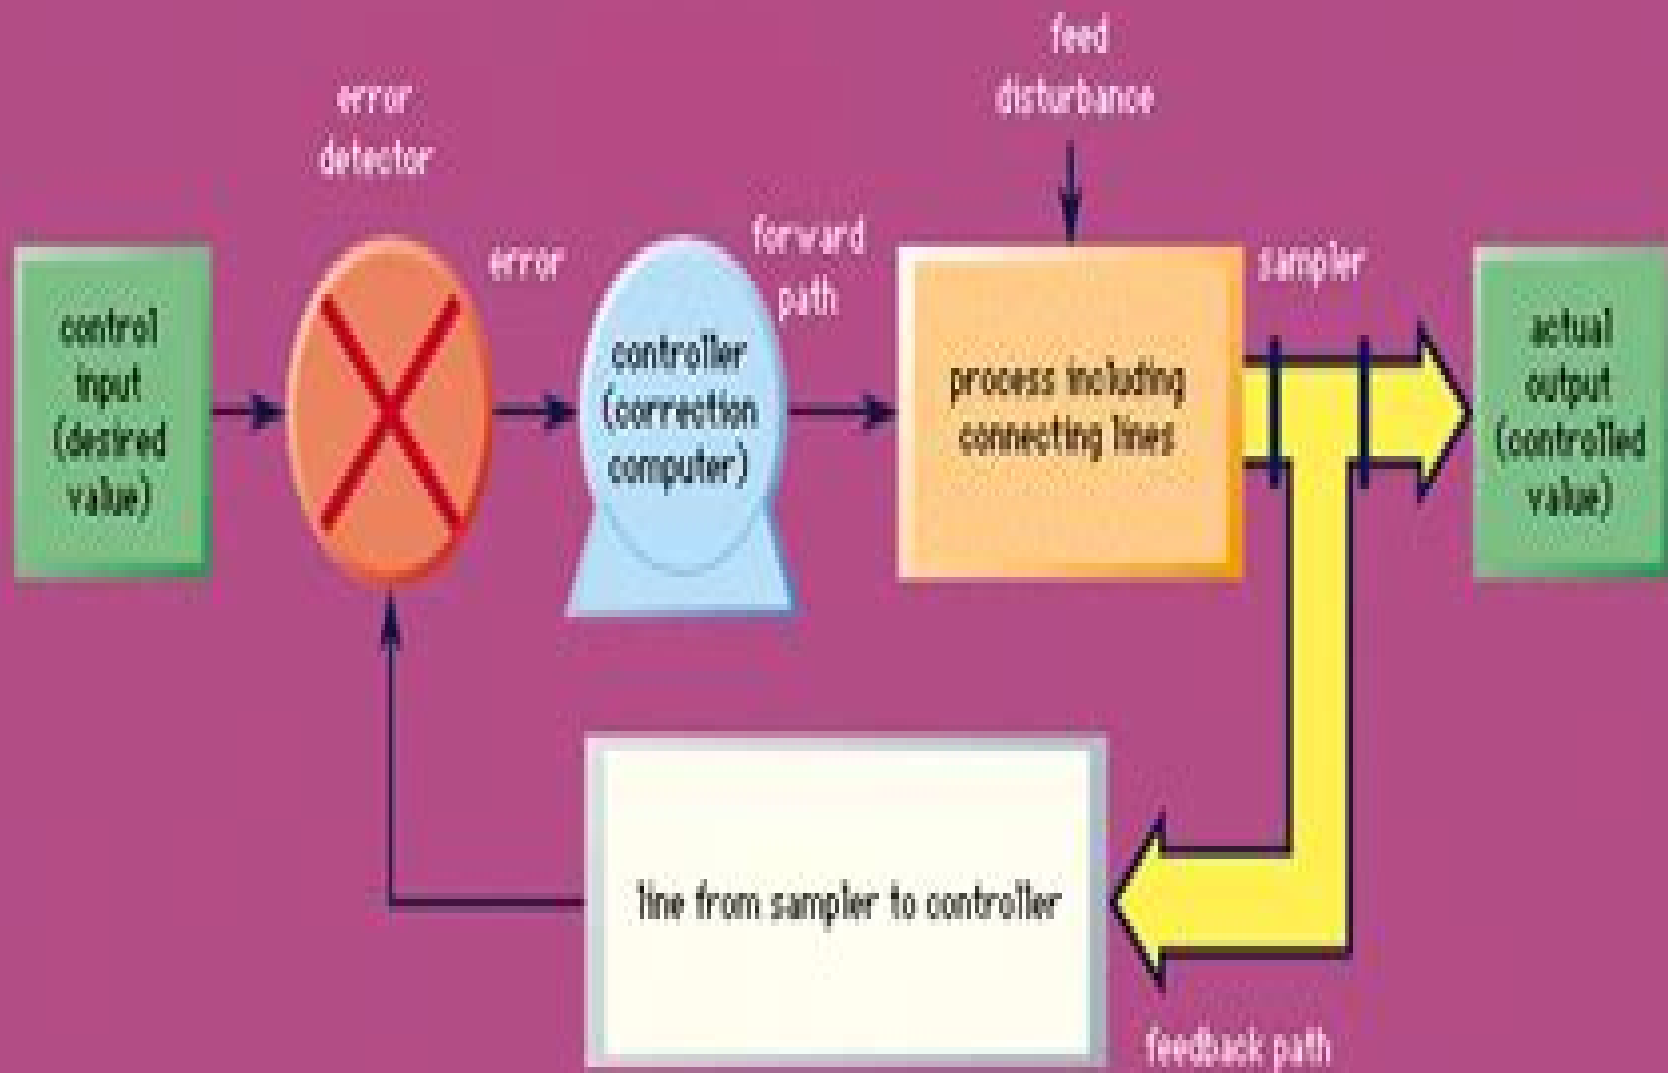 feed
disturbance
error
detector
control
input
(desired
value)
error
controller
(correction
computer)
forward
path
process including
connecting lines
sampler
actual
output
(controlled
value)
line from sampler to controller
feedback path